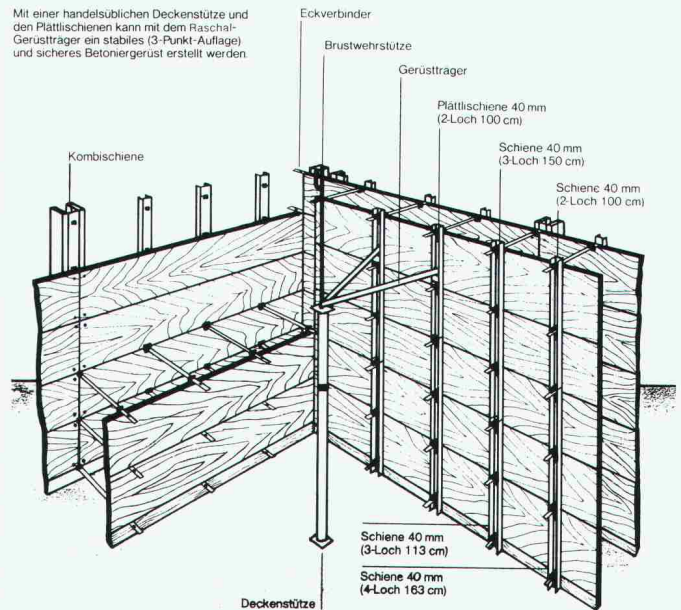 Mit einer handelsüblichen Deckenstütze und
den Plättlischienen kann mit dem Raschal-
Gerüstträger ein stabiles (3-Punkt-Auflage)
und sicheres Betoniergerüst erstellt werden.
Eckverbinder
Brustwehrstütze
Gerüstträger
Plättlischiene 40 mm
(2-Loch 100 cm)
Schiene 40 mm
(3-Loch 150 cm)
Schiene 40 mm
(2-Loch 100 cm)
Kombischiene
Schiene 40 mm
(3-Loch 113 cm)
Schiene 40 mm
(4-Loch 163 cm)
Deckenstütze